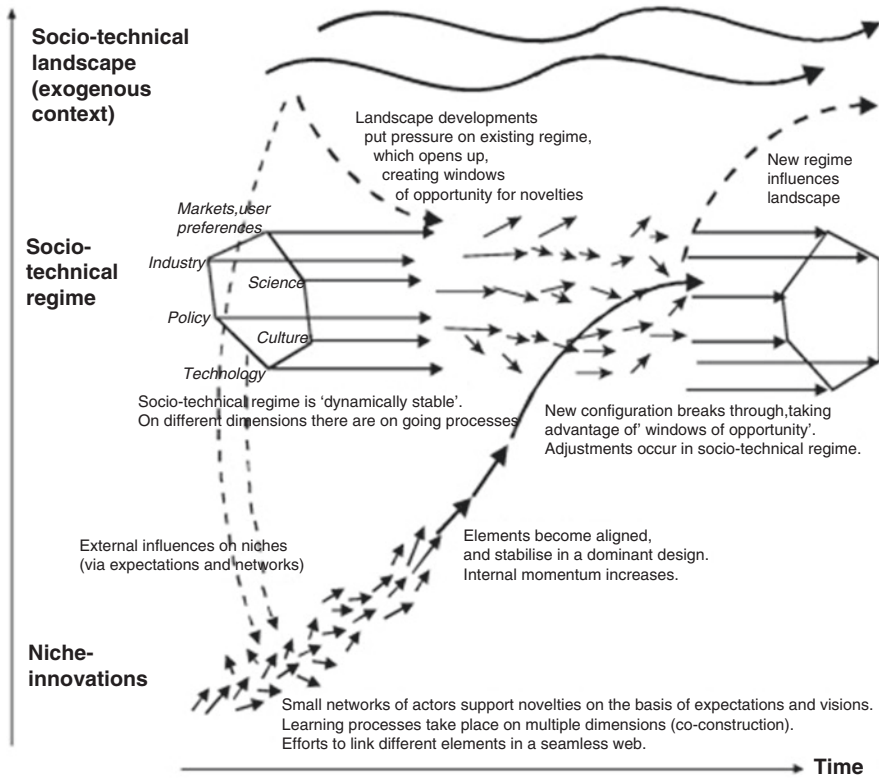 Socio-technical
landscape
(exogenous
context)
Landscape developments
put pressure on existing regime,
which opens up,
creating windows
of opportunity for novelties
New regime
influences
landscape
Markets,user
preferences
Socio-
technical
regime
Industry
Science
Policy
Culture
Technology
Socio-technical regime is ‘dynamically stable’.
On different dimensions there are on going processes
New configuration breaks through,taking
advantage of’ windows of opportunity’.
Adjustments occur in socio-technical regime.
External influences on niches
(via expectations and networks)
Elements become aligned,
and stabilise in a dominant design.
Internal momentum increases.
Niche-
innovations
Small networks of actors support novelties on the basis of expectations and visions.
Learning processes take place on multiple dimensions (co-construction).
Efforts to link different elements in a seamless web.
Time